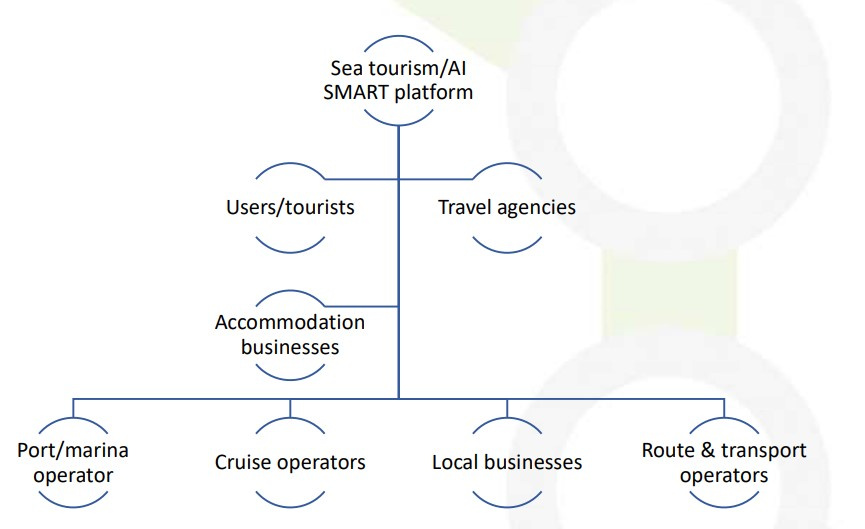 Sea tourism/AI
SMART platform
Users/tourists
Travel agencies
Accommodation
businesses
Port/marina
operator
Cruise operators
Local businesses
Route & transport
operators